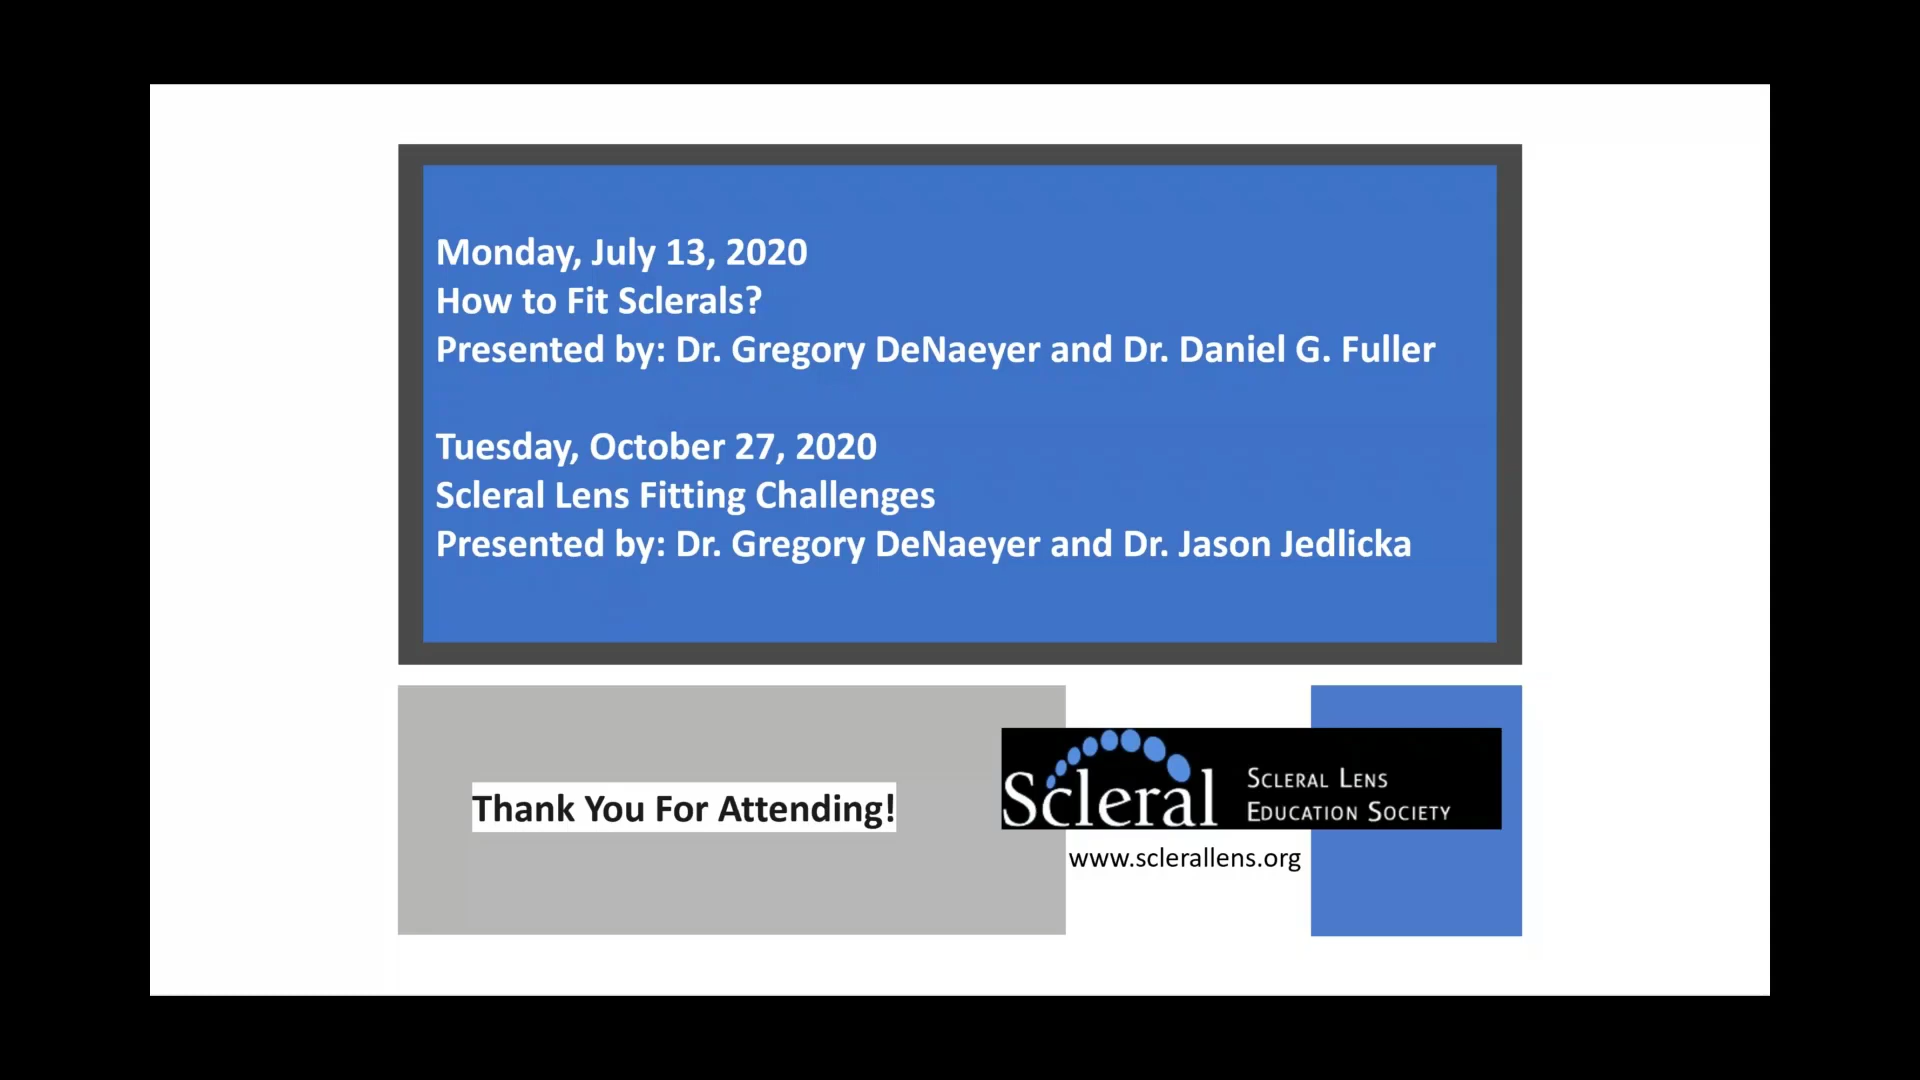 Monday, July 13, 2020
How to Fit Sclerals?
Presented by: Dr. Gregory DeNaeyer and Dr. Daniel G. Fuller
Tuesday, October 27, 2020
Scleral Lens Fitting Challenges
Presented by: Dr. Gregory DeNaeyer and Dr. Jason Jedlicka
Thank You For Attending!
Scleral
Scleral Lens
Education Society
www.sclerallens.org